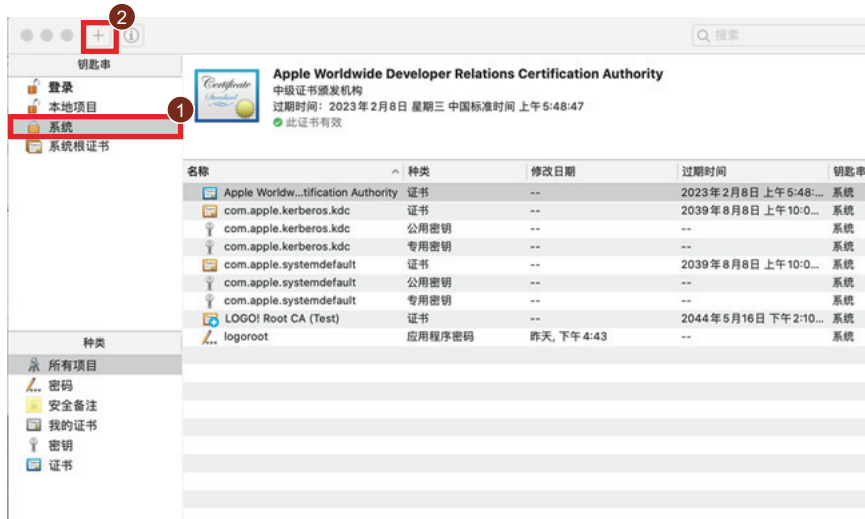 2
搜索
钥匙串
登录
本地项目
1
系统
系统根证书
Certificate
Standard
Apple Worldwide Developer Relations Certification Authority
中级证书颁发机构
过期时间：2023年2月8日 星期三 中国标准时间 上午5:48:47
此证书有效
名称 种类 修改日期 过期时间 钥匙串
Apple Worldw...tification Authority 证书 -- 2023年2月8日 上午5:48:... 系统
com.apple.kerberos.kdc 证书 -- 2039年8月8日 上午10:0... 系统
com.apple.kerberos.kdc 公用密钥 -- -- 系统
com.apple.kerberos.kdc 专用密钥 -- -- 系统
com.apple.systemdefault 证书 -- 2039年8月8日 上午10:0... 系统
com.apple.systemdefault 公用密钥 -- -- 系统
com.apple.systemdefault 专用密钥 -- -- 系统
LOGO! Root CA (Test) 证书 -- 2044年5月16日 下午2:10... 系统
logoroot 应用程序密码 昨天, 下午4:43 -- 系统
种类
所有项目
密码
安全备注
我的证书
密钥
证书